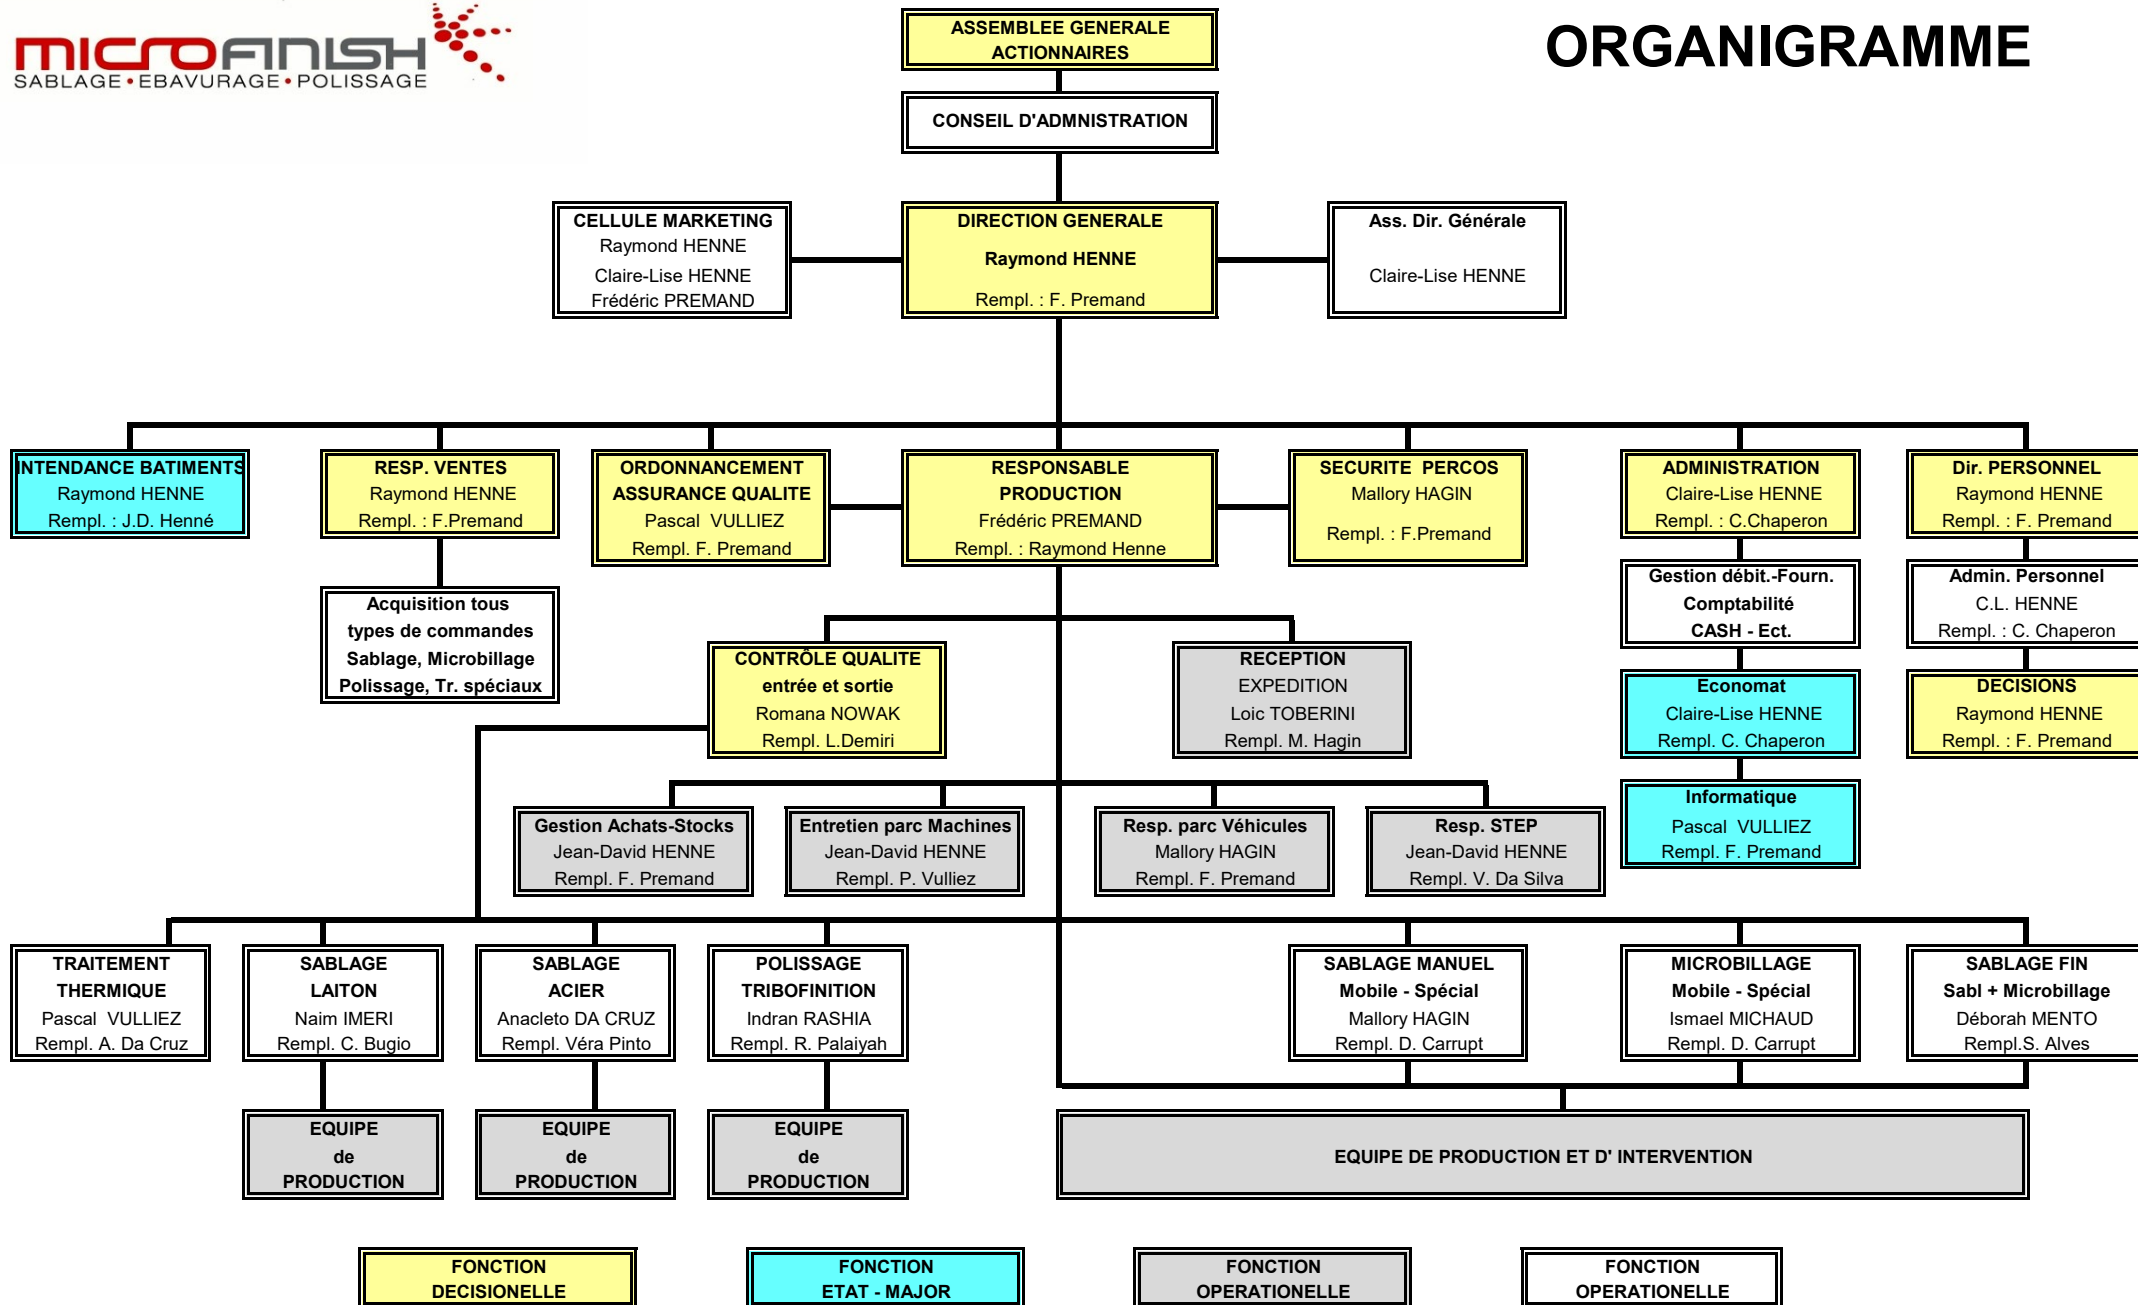 MICROFINISH
SABLAGE • EBAVURAGE • POLISSAGE
ORGANIGRAMME
ASSEMBLEE GENERALE
ACTIONNAIRES
CONSEIL D'ADMNISTRATION
CELLULE MARKETING
Raymond HENNE
Claire-Lise HENNE
Frédéric PREMAND
DIRECTION GENERALE
Raymond HENNE
Rempl. : F. Premand
Ass. Dir. Générale
Claire-Lise HENNE
INTENDANCE BATIMENTS
Raymond HENNE
Rempl. : J.D. Henné
RESP. VENTES
Raymond HENNE
Rempl. : F.Premand
ORDONNANCEMENT
ASSURANCE QUALITE
Pascal VULLIEZ
Rempl. F. Premand
RESPONSABLE
PRODUCTION
Frédéric PREMAND
Rempl. : Raymond Henne
SECURITE PERCOS
Mallory HAGIN
Rempl. : F.Premand
ADMINISTRATION
Claire-Lise HENNE
Rempl. : C.Chaperon
Dir. PERSONNEL
Raymond HENNE
Rempl. : F. Premand
Acquisition tous
types de commandes
Sablage, Microbillage
Polissage, Tr. spéciaux
Gestion débit.-Fourn.
Comptabilité
CASH - Ect.
Admin. Personnel
C.L. HENNE
Rempl. : C. Chaperon
CONTRÔLE QUALITE
entrée et sortie
Romana NOWAK
Rempl. L.Demiri
RECEPTION
EXPEDITION
Loic TOBERINI
Rempl. M. Hagin
Economat
Claire-Lise HENNE
Rempl. C. Chaperon
DECISIONS
Raymond HENNE
Rempl. : F. Premand
Informatique
Pascal VULLIEZ
Rempl. F. Premand
Gestion Achats-Stocks
Jean-David HENNE
Rempl. F. Premand
Entretien parc Machines
Jean-David HENNE
Rempl. P. Vulliez
Resp. parc Véhicules
Mallory HAGIN
Rempl. F. Premand
Resp. STEP
Jean-David HENNE
Rempl. V. Da Silva
TRAITEMENT
THERMIQUE
Pascal VULLIEZ
Rempl. A. Da Cruz
SABLAGE
LAITON
Naim IMERI
Rempl. C. Bugio
SABLAGE
ACIER
Anacleto DA CRUZ
Rempl. Véra Pinto
POLISSAGE
TRIBOFINITION
Indran RASHIA
Rempl. R. Palaiyah
SABLAGE MANUEL
Mobile - Spécial
Mallory HAGIN
Rempl. D. Carrupt
MICROBILLAGE
Mobile - Spécial
Ismael MICHAUD
Rempl. D. Carrupt
SABLAGE FIN
Sabl + Microbillage
Déborah MENTO
Rempl.S. Alves
EQUIPE
de
PRODUCTION
EQUIPE
de
PRODUCTION
EQUIPE
de
PRODUCTION
EQUIPE DE PRODUCTION ET D' INTERVENTION
FONCTION
DECISIONELLE
FONCTION
ETAT - MAJOR
FONCTION
OPERATIONELLE
FONCTION
OPERATIONELLE